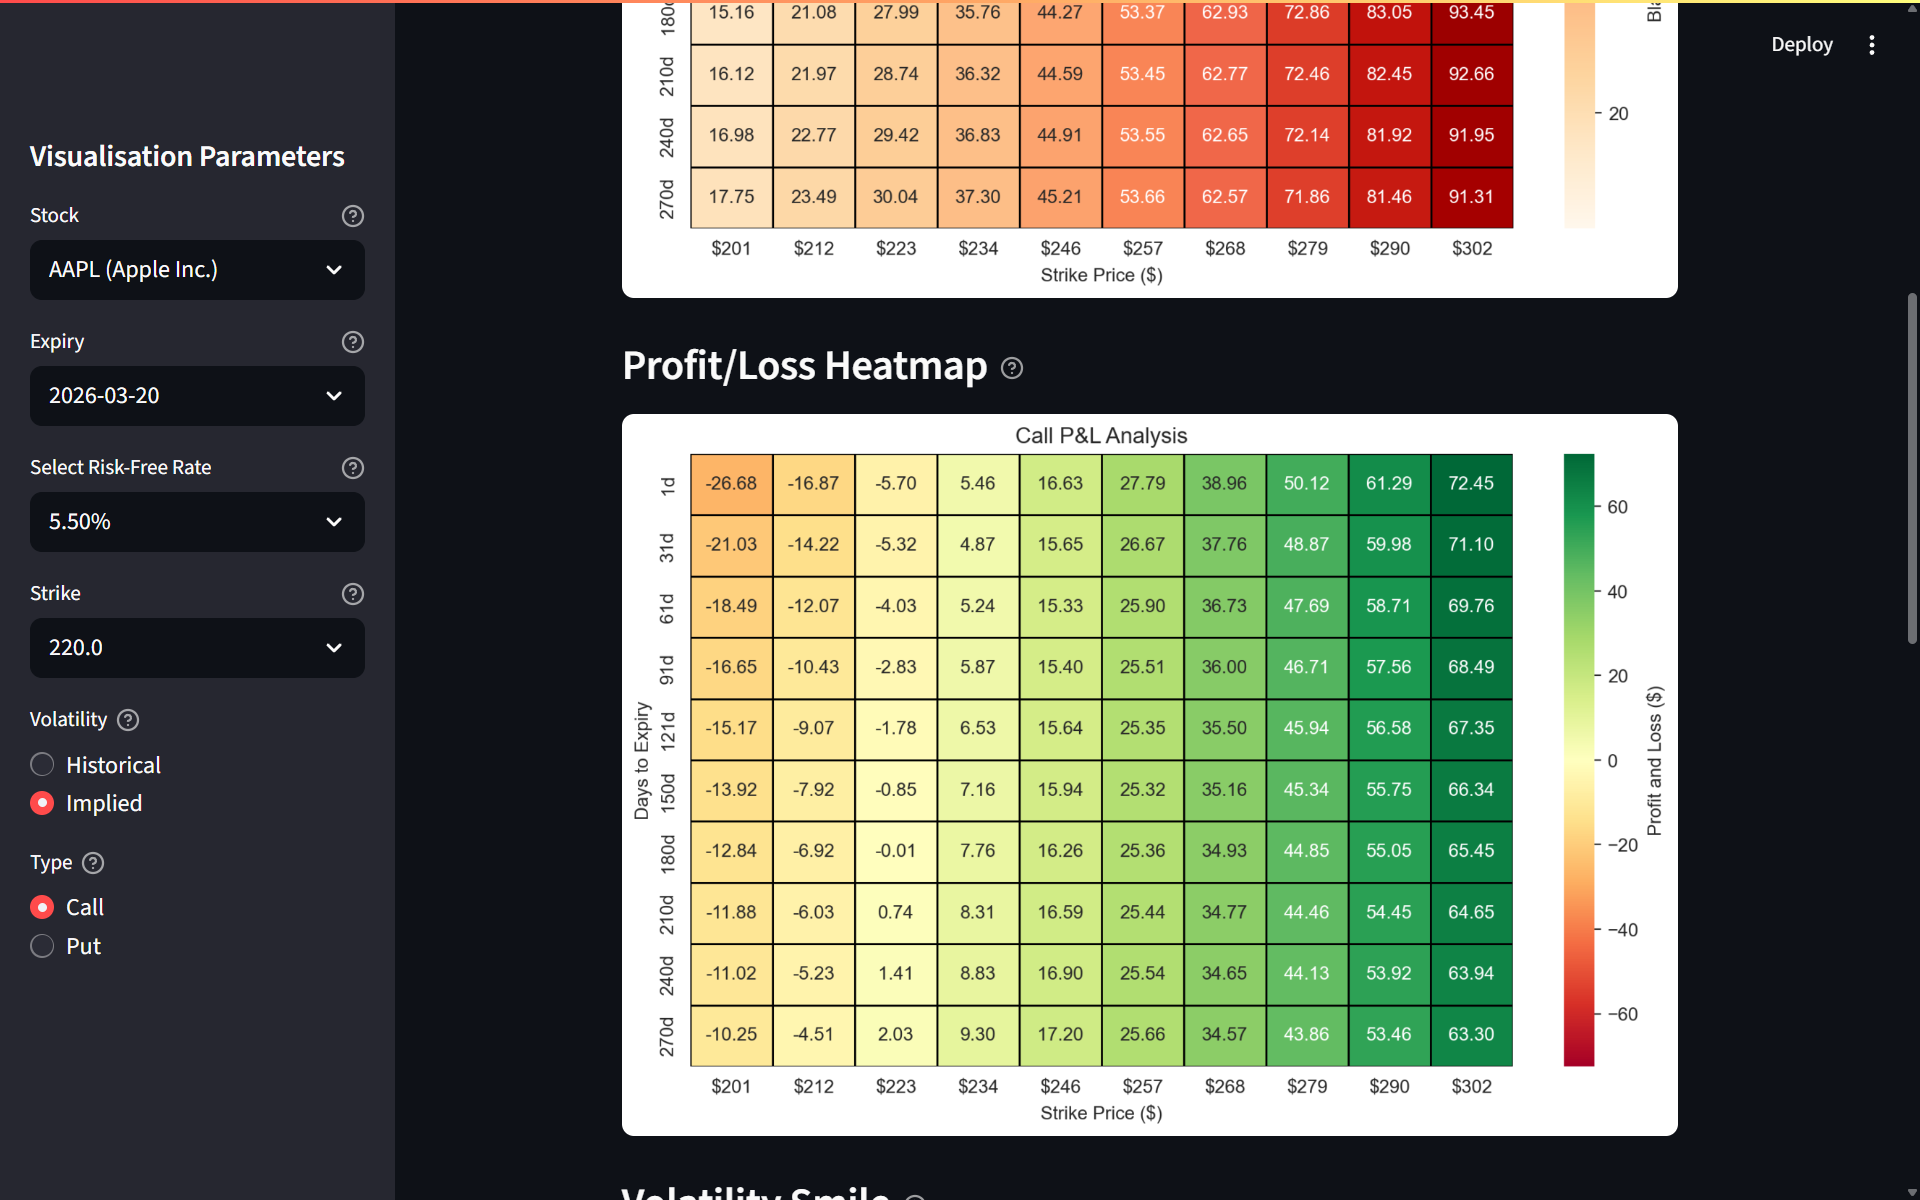 Deploy
Visualisation Parameters
Stock
AAPL (Apple Inc.)
Expiry
2026-03-20
Select Risk-Free Rate
5.50%
Strike
220.0
Volatility
Historical
Implied
Type
Call
Put
15.16 21.08 27.99 35.76 44.27 53.37 62.93 72.86 83.05 93.45
210d 16.12 21.97 28.74 36.32 44.59 53.45 62.77 72.46 82.45 92.66
240d 16.98 22.77 29.42 36.83 44.91 53.55 62.65 72.14 81.92 91.95
270d 17.75 23.49 30.04 37.30 45.21 53.66 62.57 71.86 81.46 91.31
$201 $212 $223 $234 $246 $257 $268 $279 $290 $302
Strike Price ($)
20
Profit/Loss Heatmap
Call P&L Analysis
Days to Expiry
1d -26.68 -16.87 -5.70 5.46 16.63 27.79 38.96 50.12 61.29 72.45
31d -21.03 -14.22 -5.32 4.87 15.65 26.67 37.76 48.87 59.98 71.10
61d -18.49 -12.07 -4.03 5.24 15.33 25.90 36.73 47.69 58.71 69.76
91d -16.65 -10.43 -2.83 5.87 15.40 25.51 36.00 46.71 57.56 68.49
121d -15.17 -9.07 -1.78 6.53 15.64 25.35 35.50 45.94 56.58 67.35
150d -13.92 -7.92 -0.85 7.16 15.94 25.32 35.16 45.34 55.75 66.34
180d -12.84 -6.92 -0.01 7.76 16.26 25.36 34.93 44.85 55.05 65.45
210d -11.88 -6.03 0.74 8.31 16.59 25.44 34.77 44.46 54.45 64.65
240d -11.02 -5.23 1.41 8.83 16.90 25.54 34.65 44.13 53.92 63.94
270d -10.25 -4.51 2.03 9.30 17.20 25.66 34.57 43.86 53.46 63.30
$201 $212 $223 $234 $246 $257 $268 $279 $290 $302
Strike Price ($)
60
40
20
0
−20
−40
−60
Profit and Loss ($)
Volatility Smile